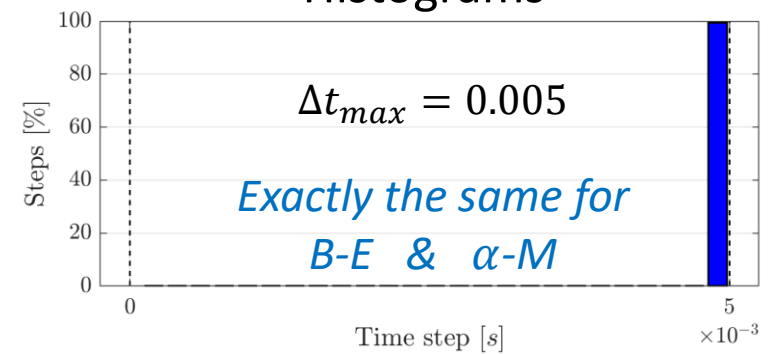 Histograms
100
80
60
40
20
0
Steps [%]
Δt_max = 0.005
Exactly the same for
B-E & α-M
0 5
×10⁻³
Time step [s]